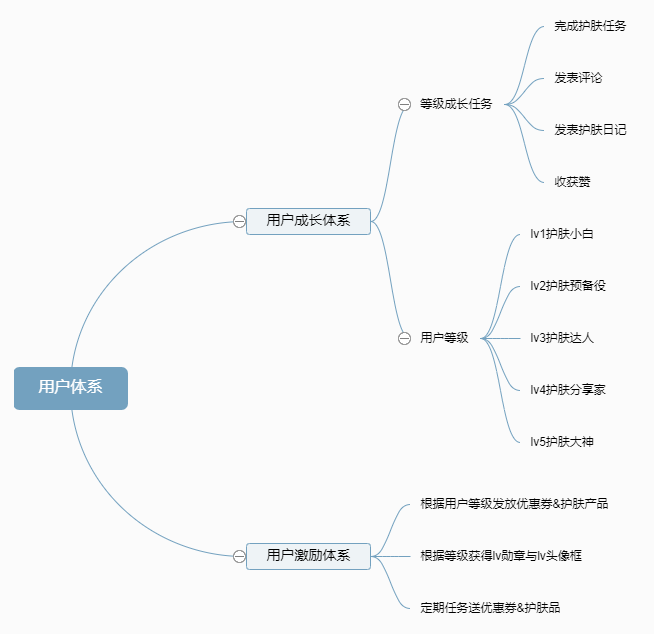 完成护肤任务
发表评论
等级成长任务
发表护肤日记
收获赞
用户成长体系
lv1护肤小白
lv2护肤预备役
用户等级
lv3护肤达人
用户体系
lv4护肤分享家
lv5护肤大神
根据用户等级发放优惠券&护肤产品
用户激励体系
根据等级获得lv勋章与lv头像框
定期任务送优惠券&护肤品